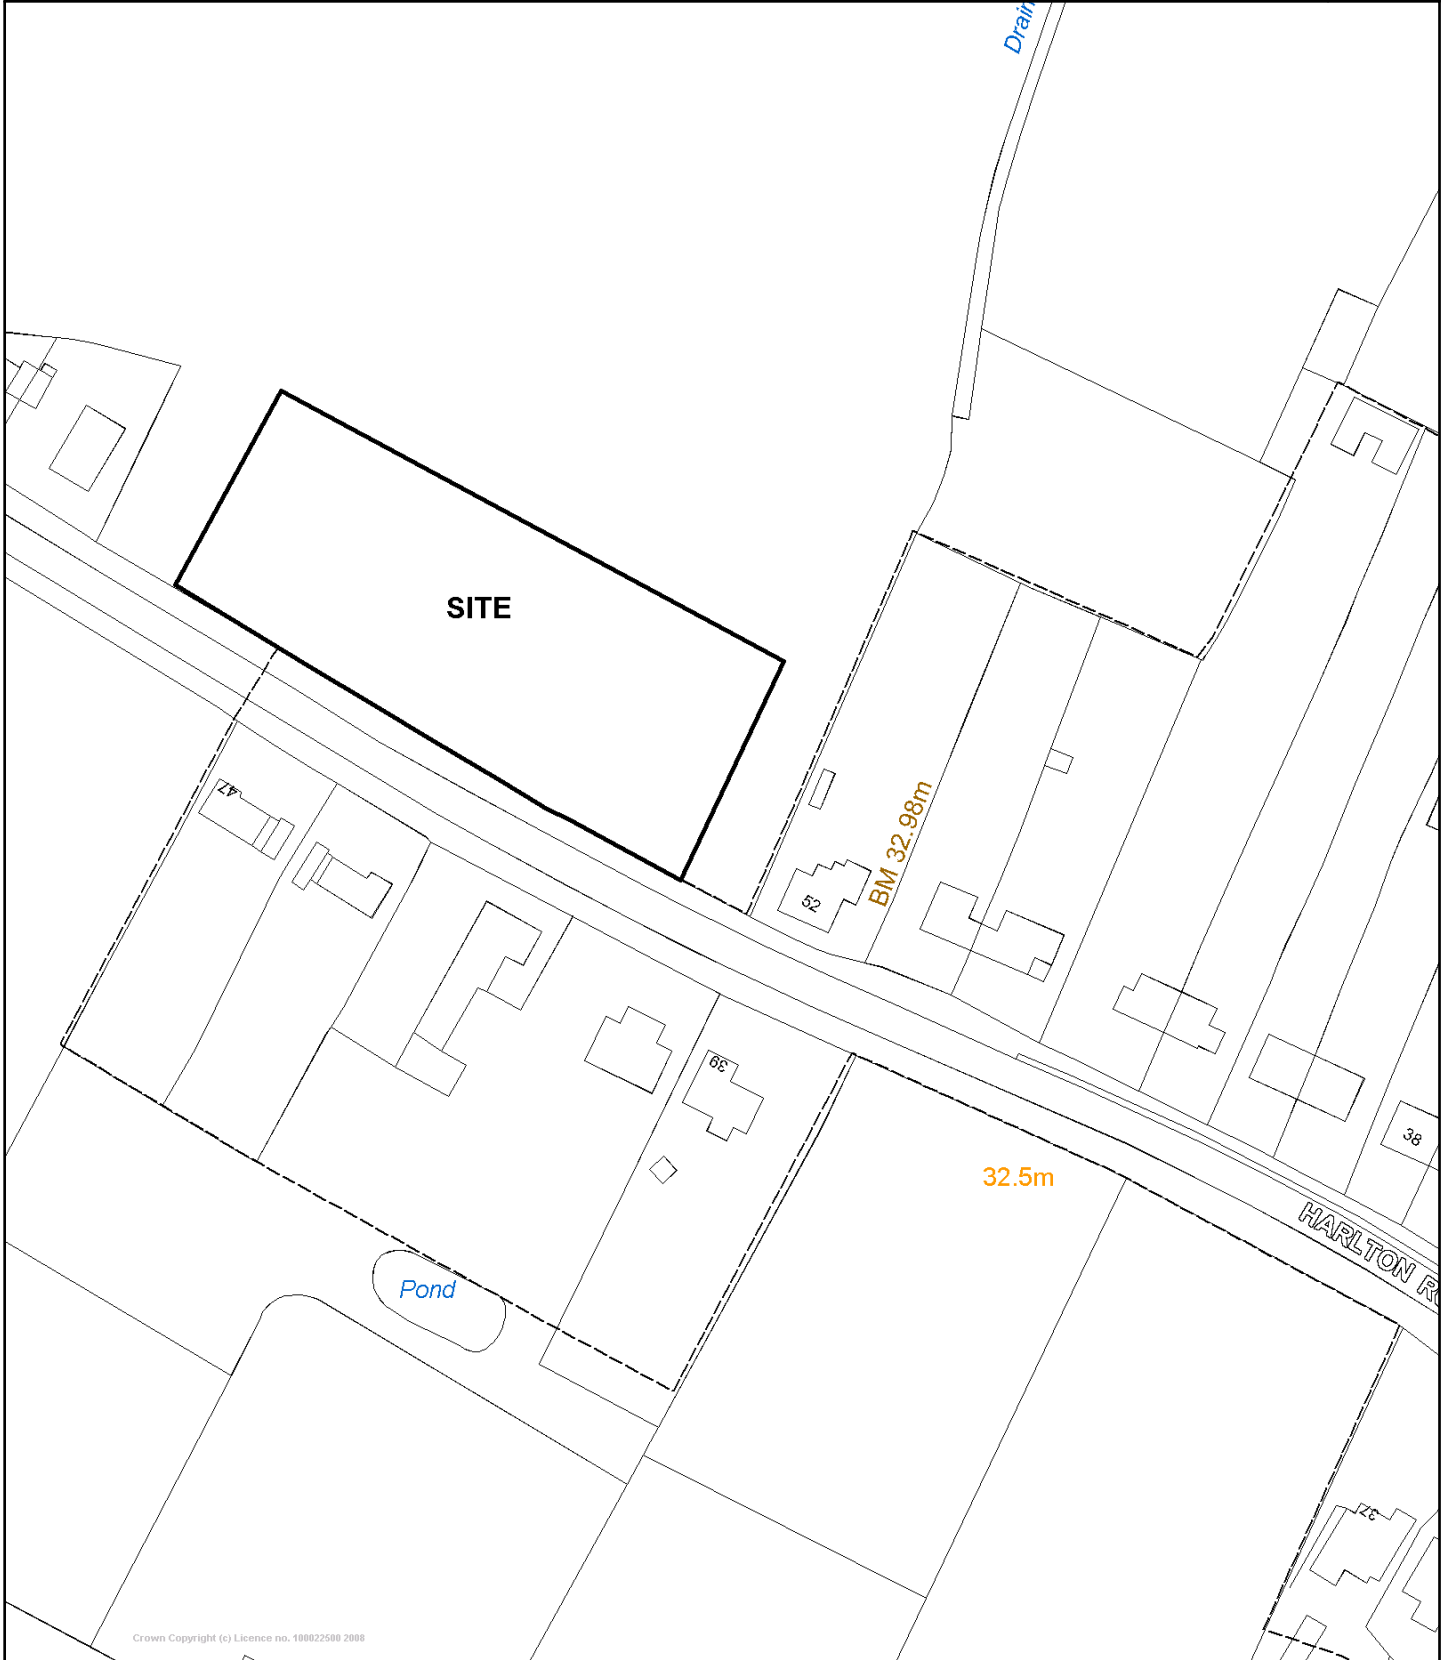 Drain
SITE
47
BM 32.98m
52
39
38
32.5m
HARLTON R
Pond
37
Crown Copyright (c) Licence no. 100022500 2008